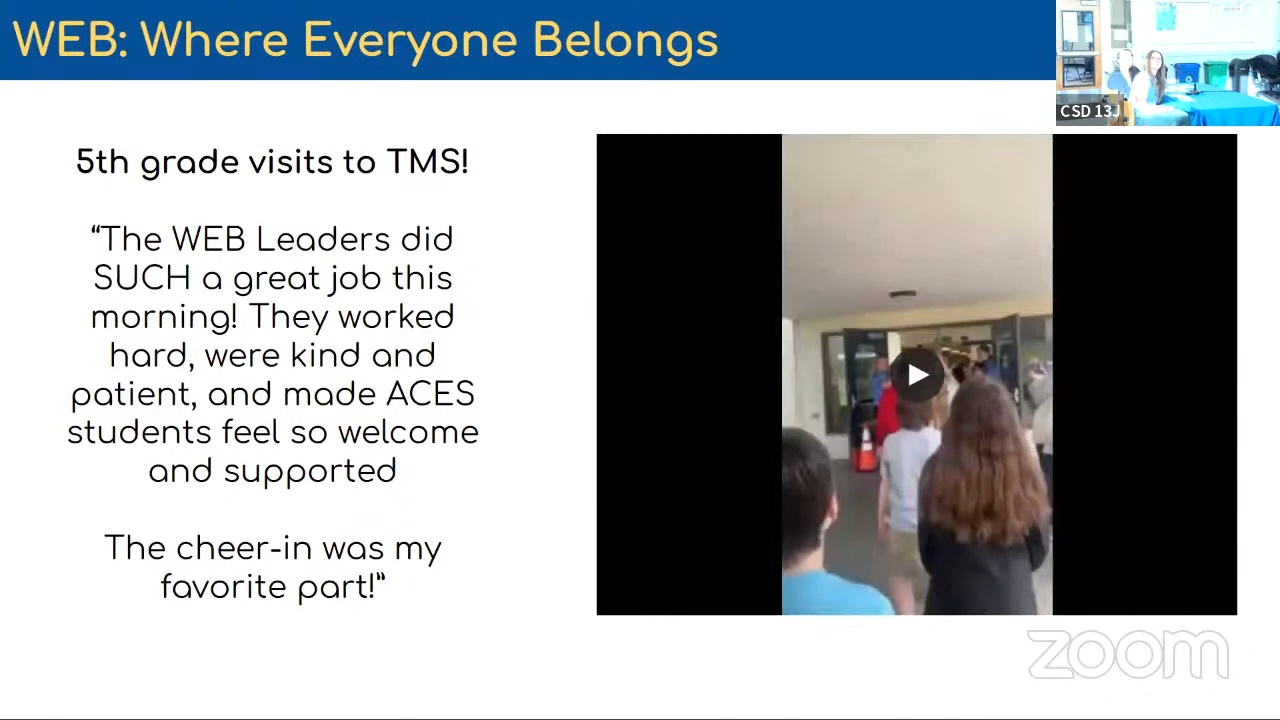 WEB: Where Everyone Belongs
CSD 13J
5th grade visits to TMS!
“The WEB Leaders did
SUCH a great job this
morning! They worked
hard, were kind and
patient, and made ACES
students feel so welcome
and supported
The cheer-in was my
favorite part!”
zoom